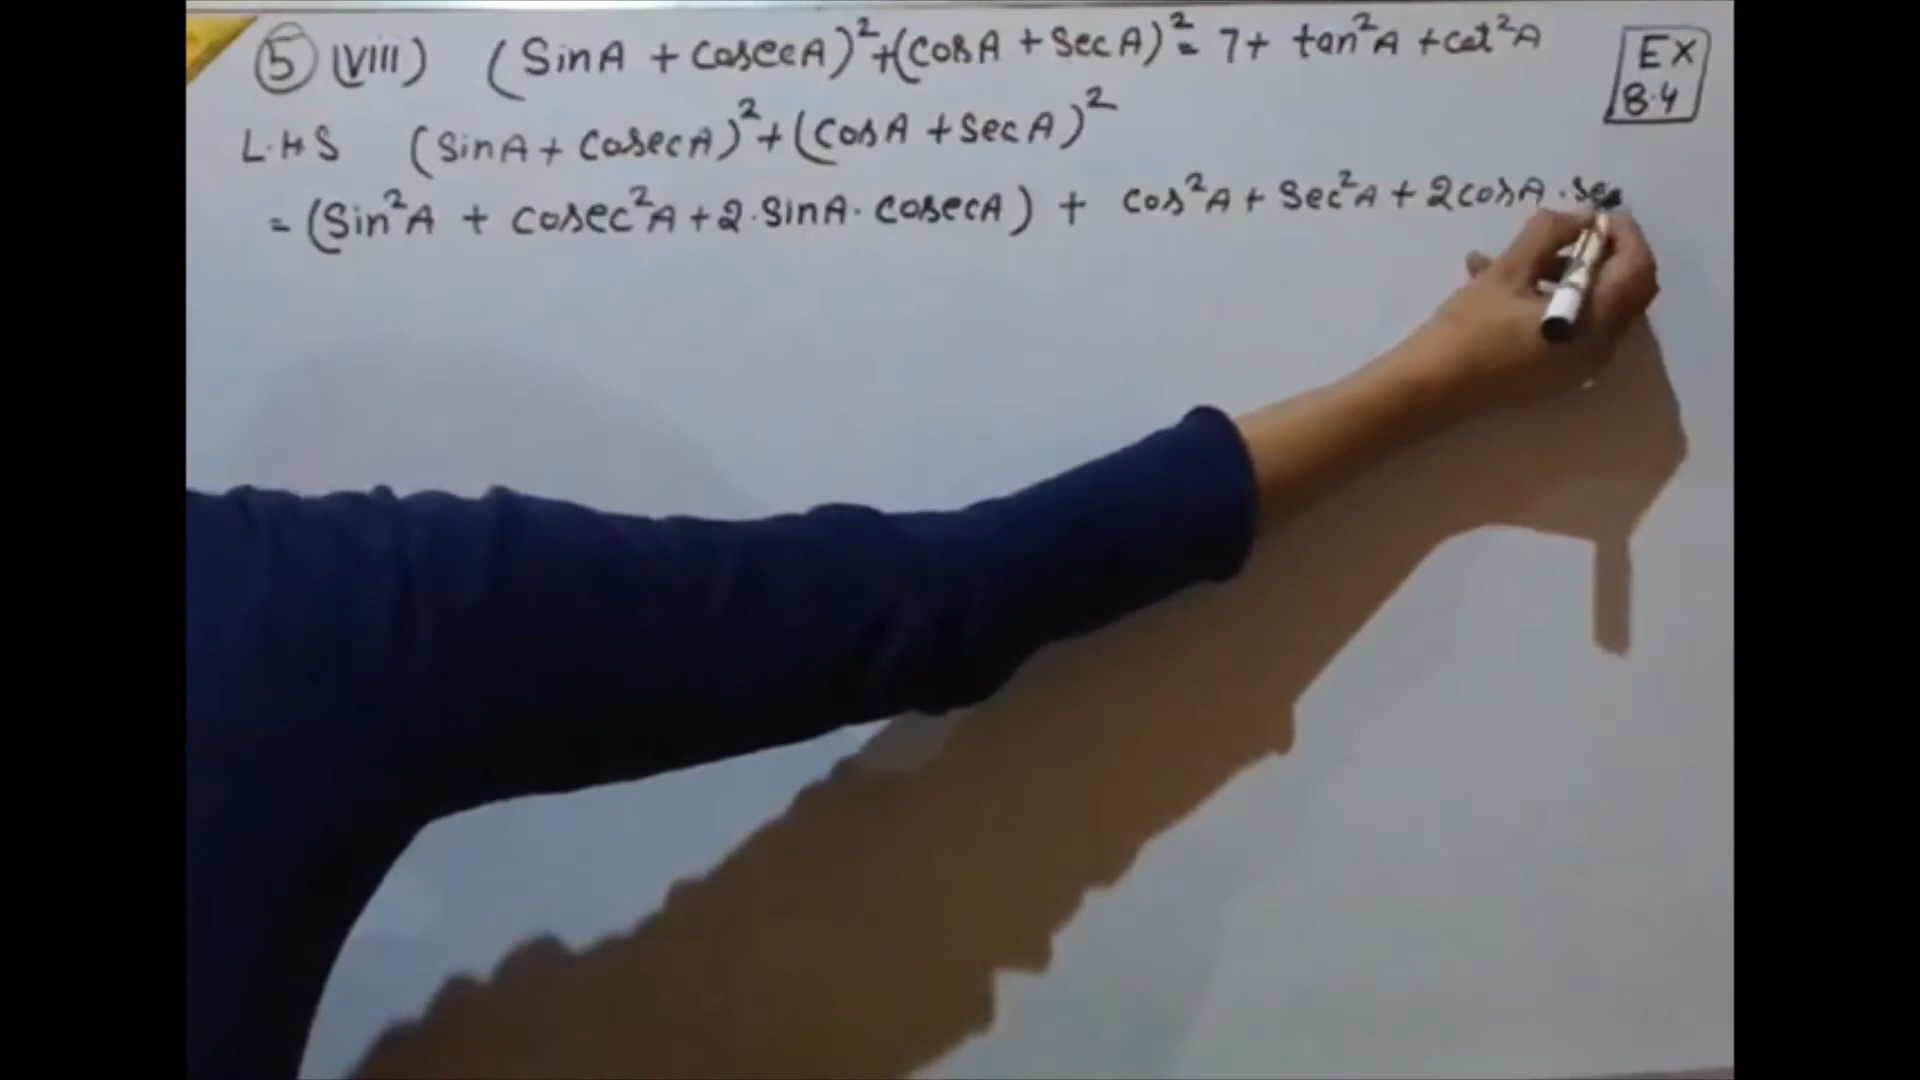 5 (VIII) (SinA + CosecA)²+(CosA + SecA)² = 7+ tan²A +cot²A
EX 8.4
L.H.S (SinA + CosecA)²+(CosA +SecA)²
= (Sin²A + cosec²A +2.SinA. CosecA) + Cos²A + Sec²A + 2CosA .Sec